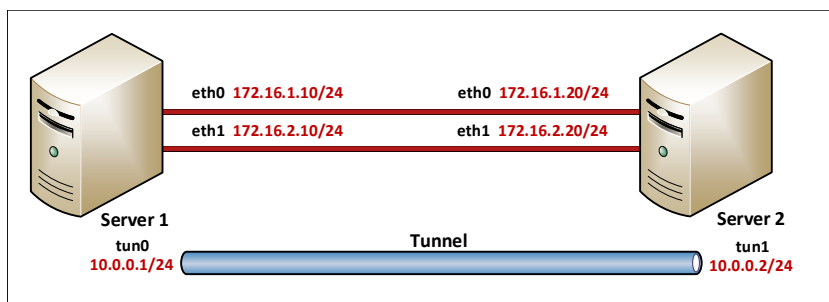 eth0 172.16.1.10/24
eth0 172.16.1.20/24
eth1 172.16.2.10/24
eth1 172.16.2.20/24
Server 1
Server 2
tun0
10.0.0.1/24
Tunnel
tun1
10.0.0.2/24